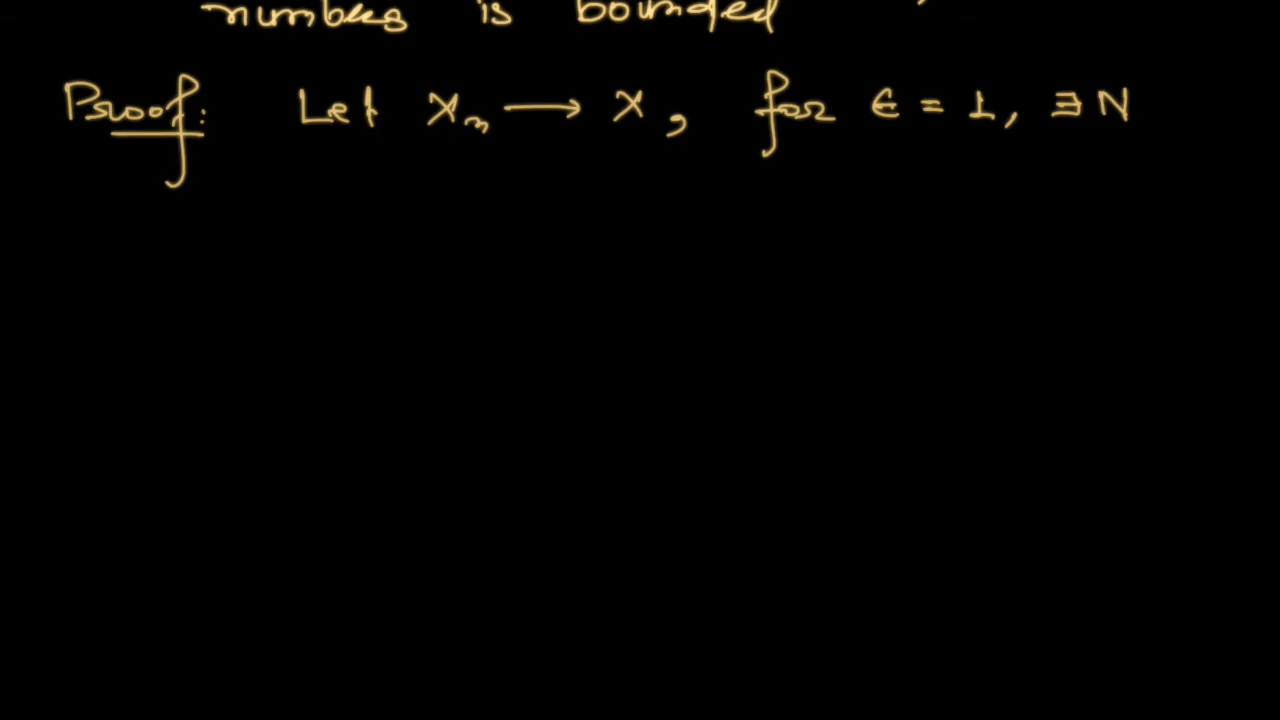 numbers is bounded
Proof: Let Xₙ ⟶ X, for ϵ = 1, ∃ N